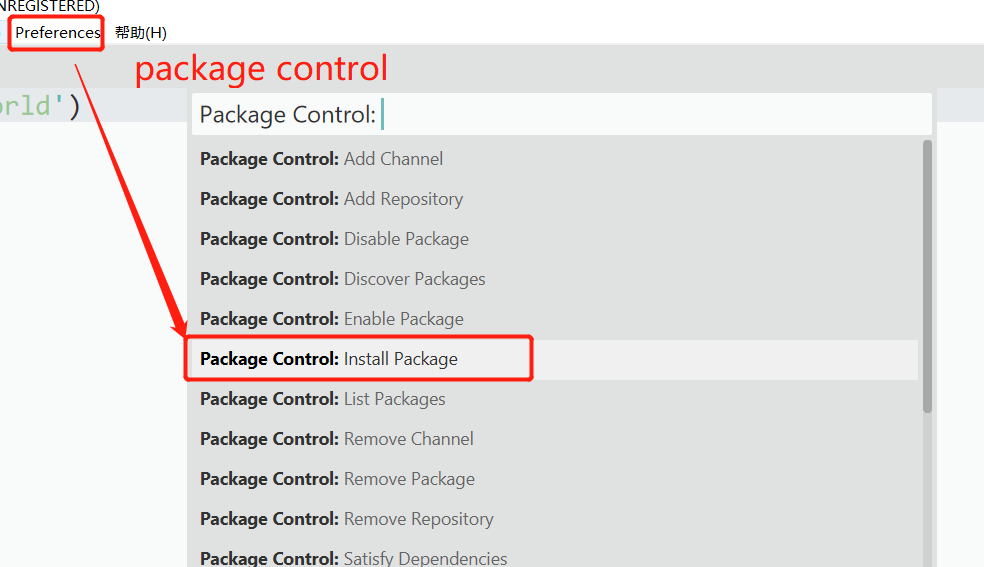 NREGISTERED)
Preferences 帮助(H)
package control
orld')
Package Control:
Package Control: Add Channel
Package Control: Add Repository
Package Control: Disable Package
Package Control: Discover Packages
Package Control: Enable Package
Package Control: Install Package
Package Control: List Packages
Package Control: Remove Channel
Package Control: Remove Package
Package Control: Remove Repository
Package Control: Satisfy Dependencies